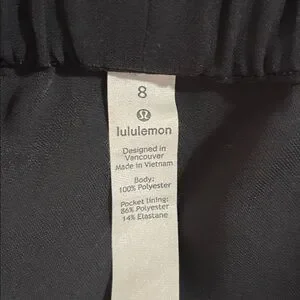 8
lululemon
Designed in
Vancouver
Made in Vietnam
Body:
100% Polyester
Pocket lining:
86% Polyester
14% Elastane